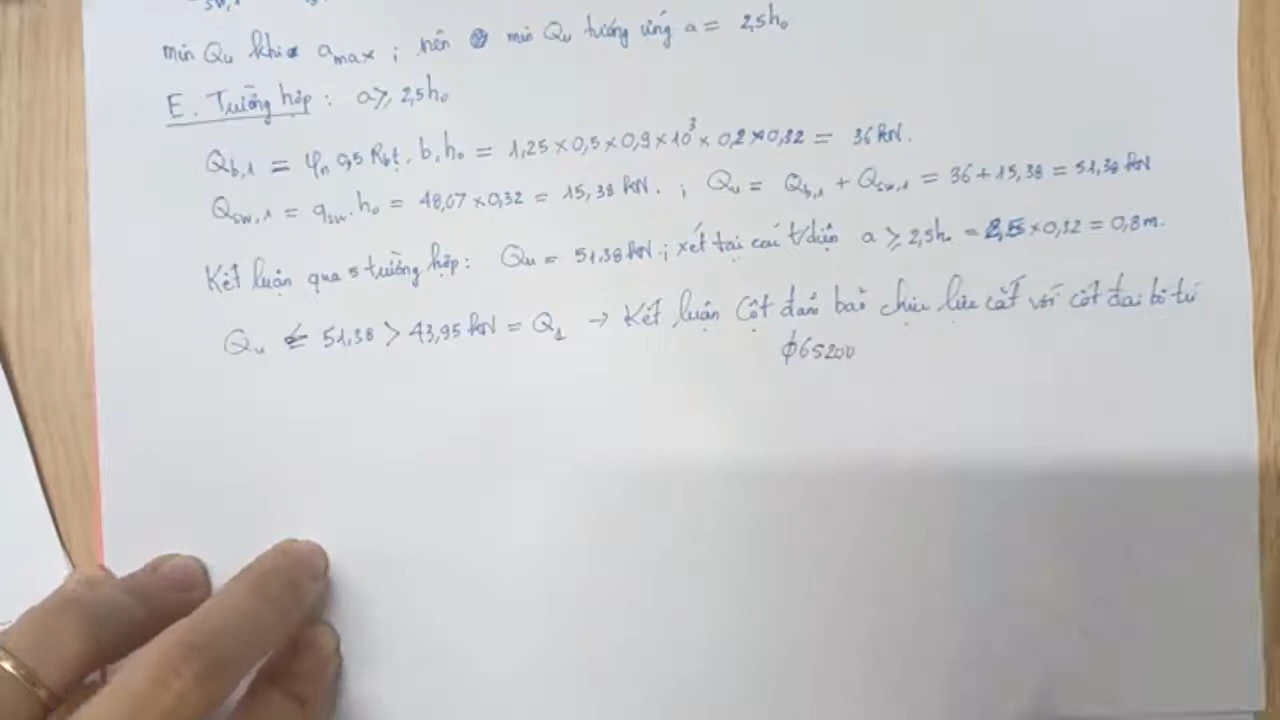 min Qu khi a max ; nên min Qu tương ứng a = 2,5h₀
E. Trường hợp : a ≥ 2,5h₀
Qb,1 = φn 0,5 Rbt . b . h₀ = 1,25 × 0,5 × 0,9 × 10³ × 0,2 × 0,32 = 36 kN.
Qsw,1 = qsw . h₀ = 48,07 × 0,32 = 15,38 kN . ; Qu = Qb,1 + Qsw,1 = 36 + 15,38 = 51,38 kN
Kết luận qua 5 trường hợp : Qu = 51,38 kN ; xét tại các t/diện a ≥ 2,5h₀ = 2,5 × 0,32 = 0,8 m.
Qu = 51,38 > 43,95 kN = Q1 → Kết luận Cột đảm bảo chịu lực cắt với cốt đai bố trí
φ6S200